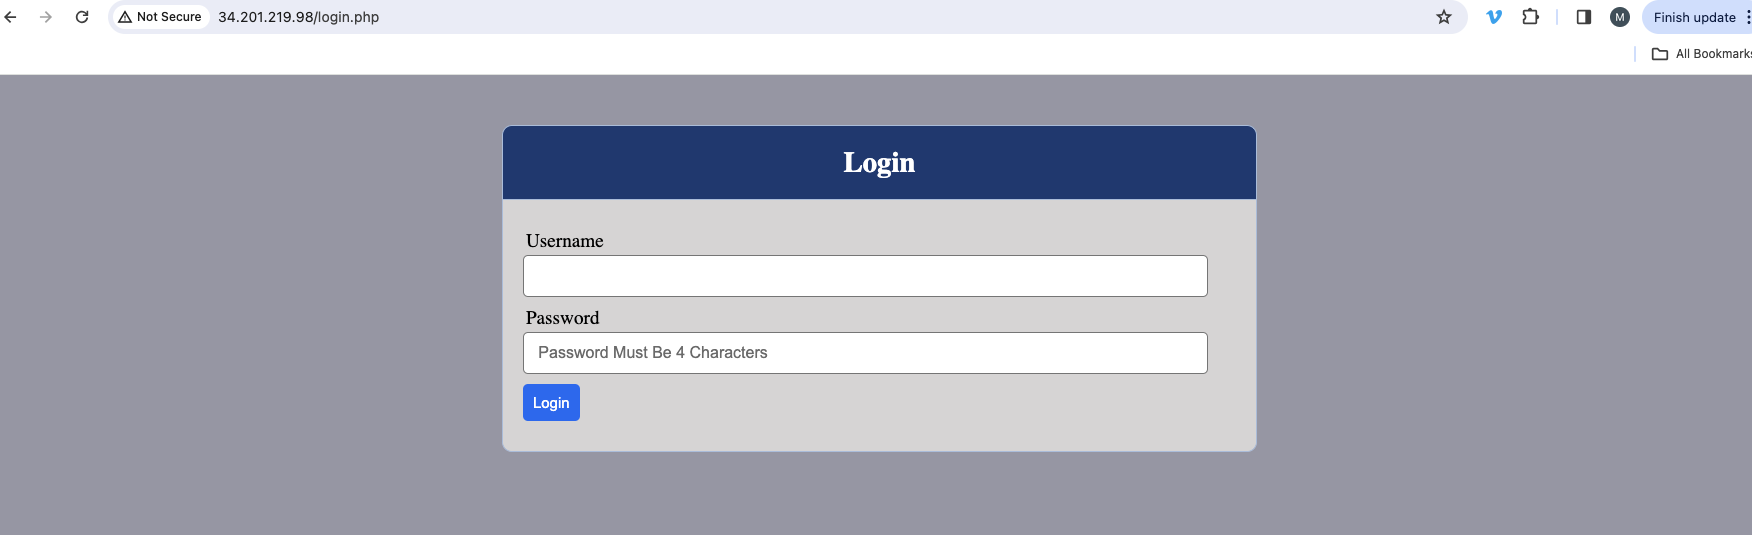 Not Secure 34.201.219.98/login.php M Finish update
All Bookmarks
Login
Username
Password
Password Must Be 4 Characters
Login